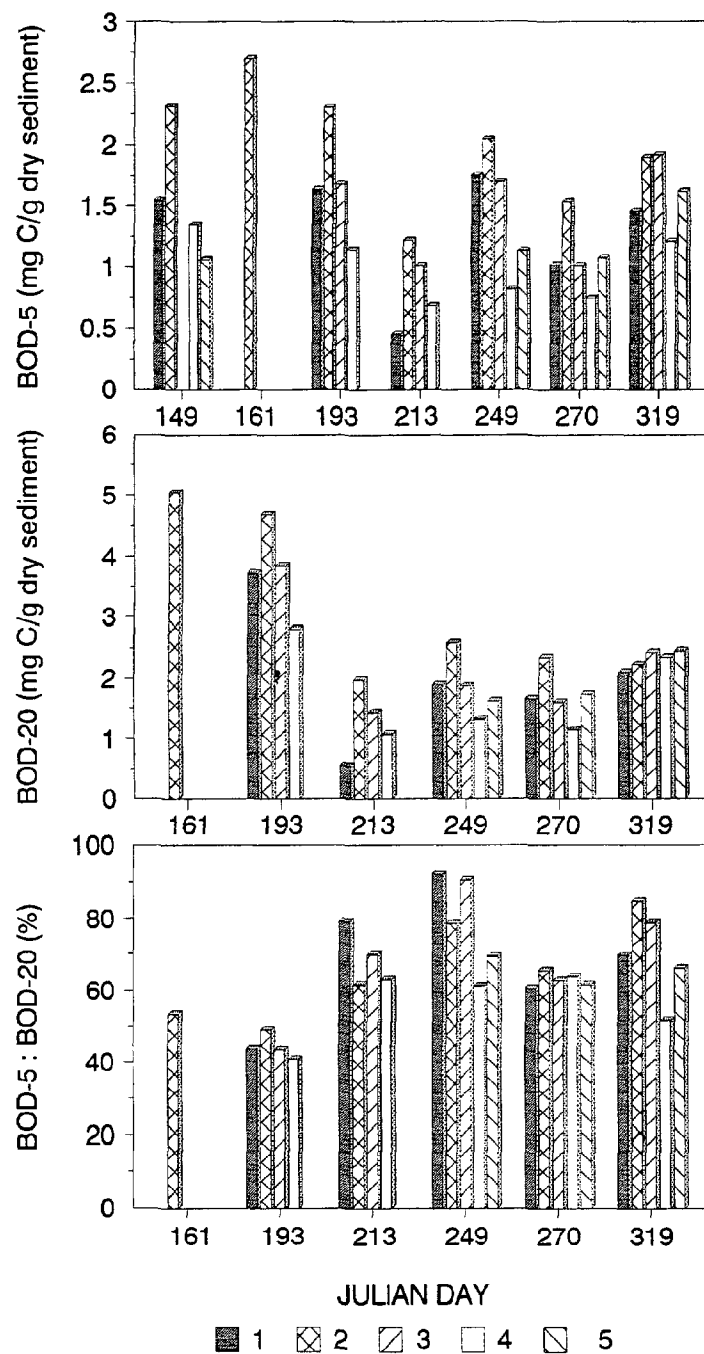 BOD-5 (mg C/g dry sediment)
3
2.5
2
1.5
1
0.5
0
149 161 193 213 249 270 319
BOD-20 (mg C/g dry sediment)
6
5
4
3
2
1
0
161 193 213 249 270 319
BOD-5 : BOD-20 (%)
100
80
60
40
20
0
161 193 213 249 270 319
JULIAN DAY
1 2 3 4 5